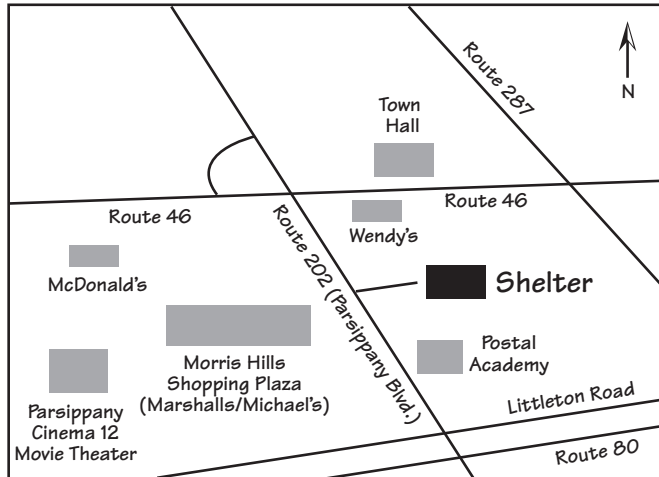 Route 287
N
Town
Hall
Route 46
Route 46
Wendy's
McDonald's
Route 202 (Parsippany Blvd.)
Shelter
Morris Hills
Shopping Plaza
(Marshalls/Michael's)
Postal
Academy
Parsippany
Cinema 12
Movie Theater
Littleton Road
Route 80